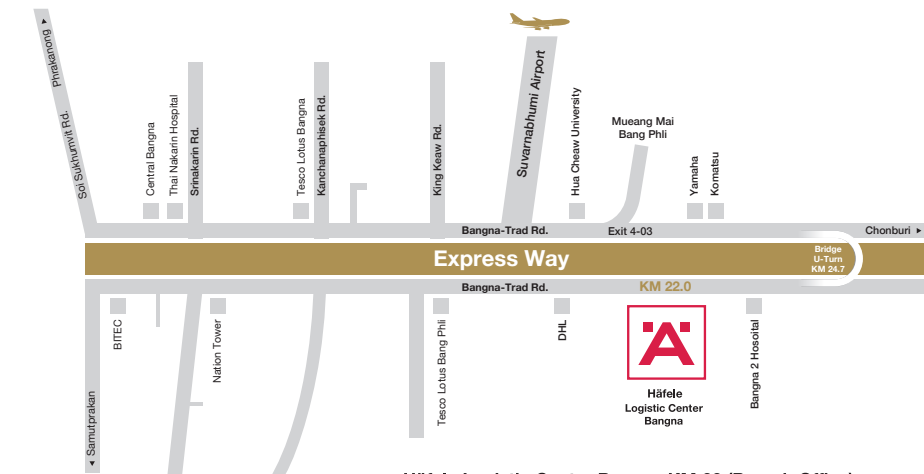 Phrakanong
Soi Sukhumvit Rd.
Central Bangna
Thai Nakarin Hospital
Srinakarin Rd.
Tesco Lotus Bangna
Kanchanaphisek Rd.
King Keaw Rd.
Suvarnabhumi Airport
Hua Cheaw University
Mueang Mai
Bang Phli
Yamaha
Komatsu
Bangna-Trad Rd.
Exit 4-03
Chonburi
Express Way
Bridge
U-Turn
KM 24.7
Bangna-Trad Rd.
KM 22.0
BITEC
Nation Tower
Tesco Lotus Bang Phli
DHL
Ä
Häfele
Logistic Center
Bangna
Bangna 2 Hosoital
Samutprakan